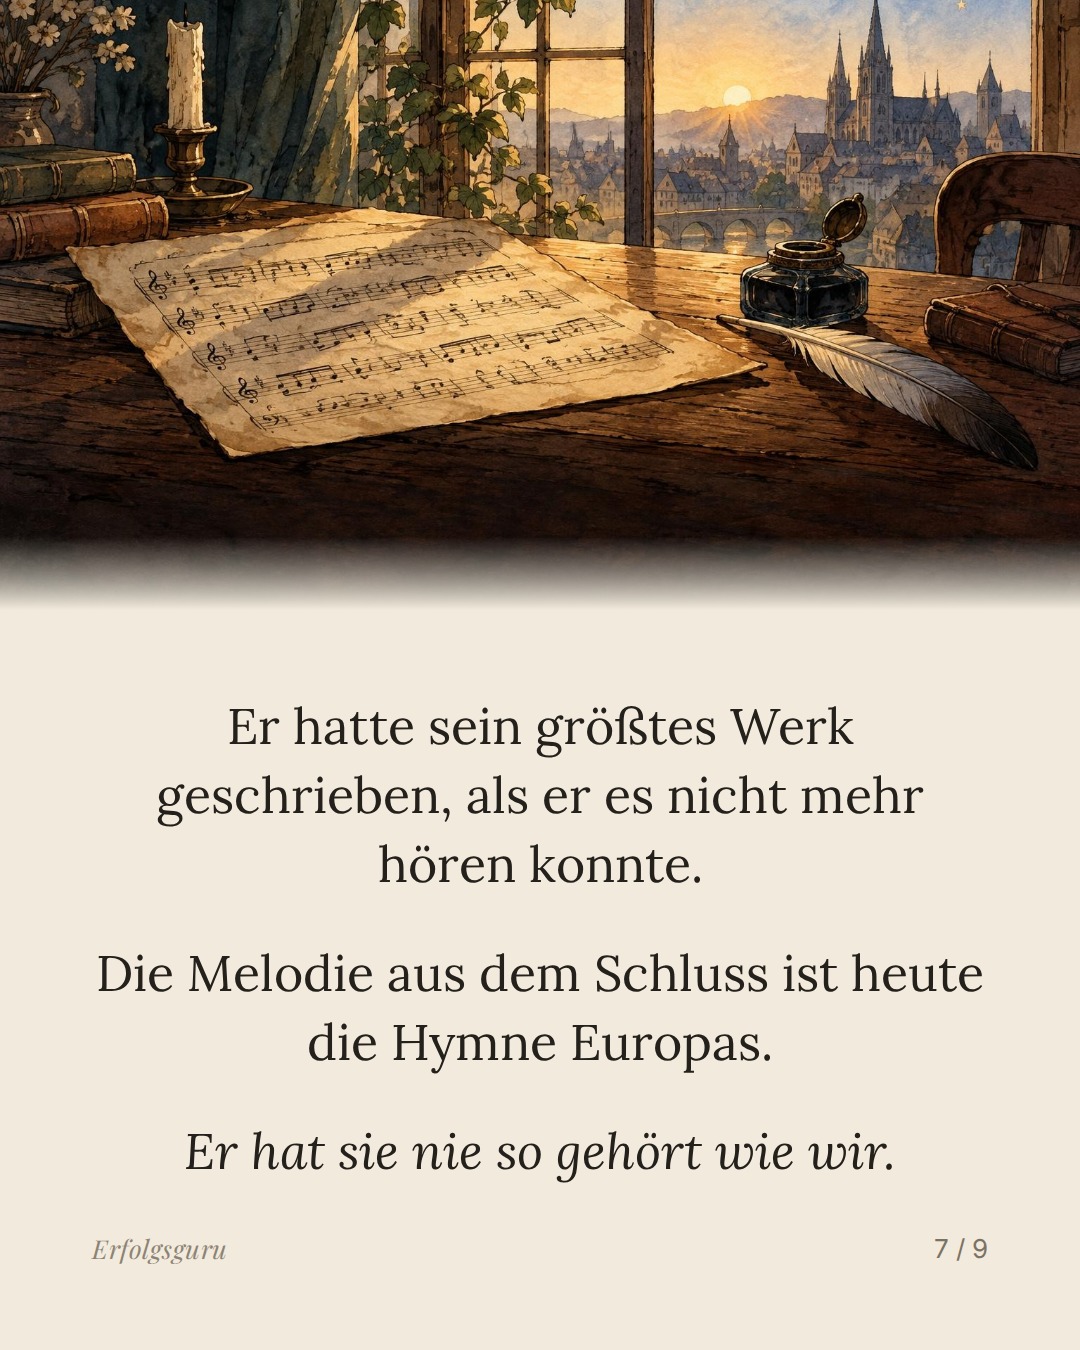 Er hatte sein größtes Werk
geschrieben, als er es nicht mehr
hören konnte.
Die Melodie aus dem Schluss ist heute
die Hymne Europas.
Er hat sie nie so gehört wie wir.
Erfolgsguru
7 / 9